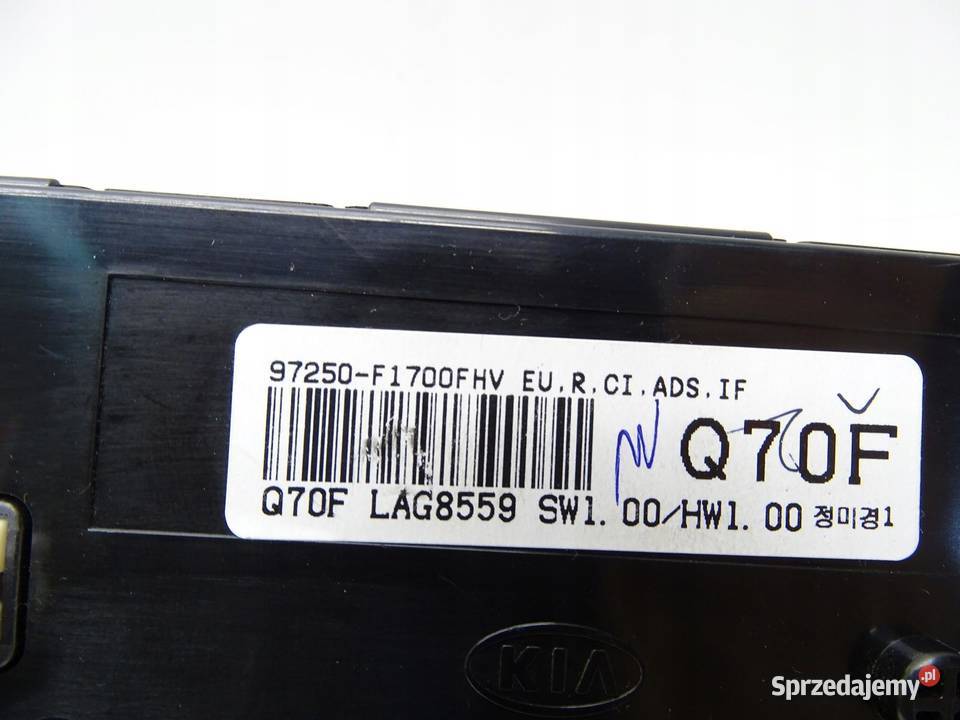 97250-F1700FHV EU.R.CI.ADS.IF
Q70F
Q70F LAG8559 SW1.00/HW1.00 정미경1
KIA
Sprzedajemy.pl